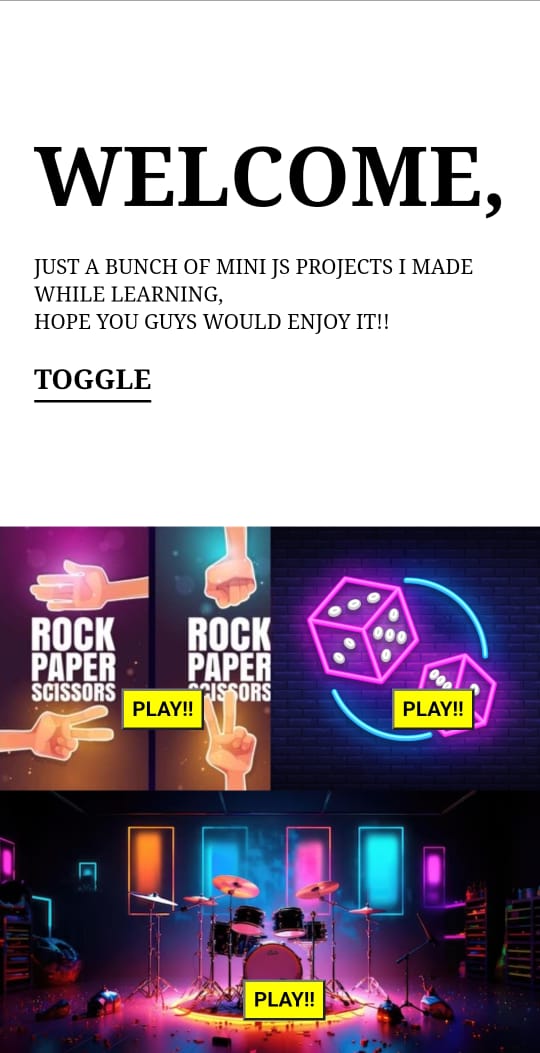 WELCOME,
JUST A BUNCH OF MINI JS PROJECTS I MADE
WHILE LEARNING,
HOPE YOU GUYS WOULD ENJOY IT!!
TOGGLE
ROCK
PAPER
SCISSORS
ROCK
PAPER
SCISSORS
PLAY!!
PLAY!!
PLAY!!